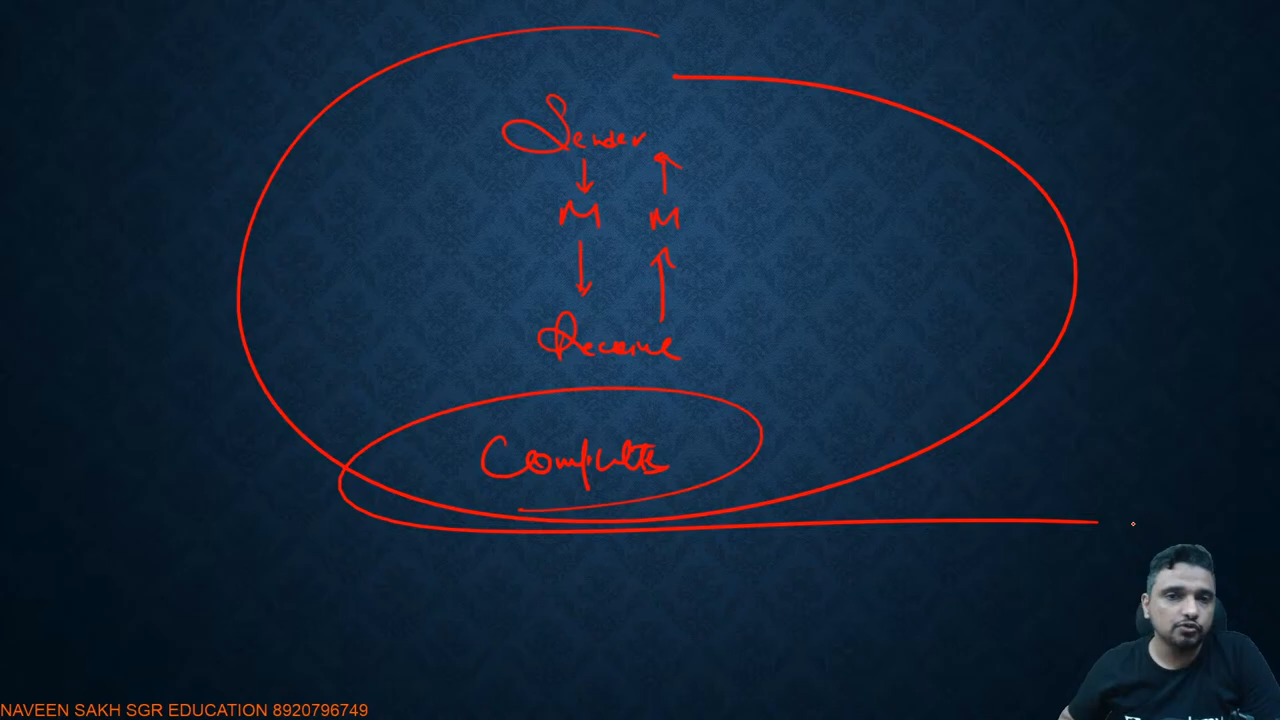 Sender
M M
Receive
Complete
NAVEEN SAKH SGR EDUCATION 8920796749